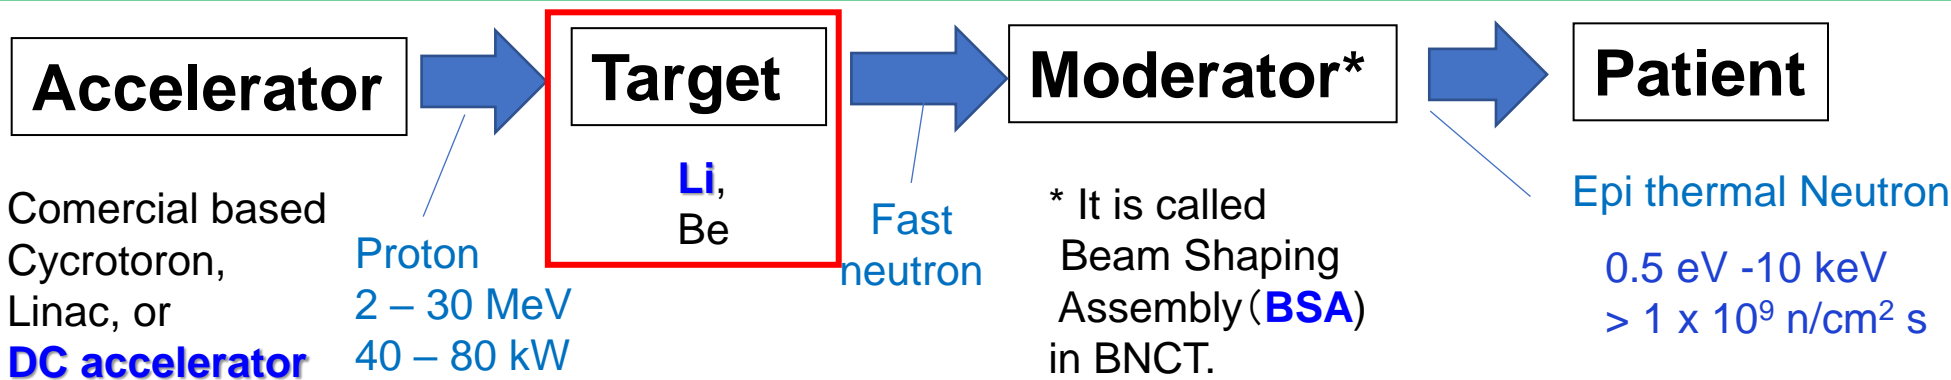 Accelerator
Target
Moderator*
Patient
Comercial based
Cycrotoron,
Linac, or
DC accelerator
Proton
2 – 30 MeV
40 – 80 kW
Li,
Be
Fast
neutron
* It is called
Beam Shaping
Assembly（BSA）
in BNCT.
Epi thermal Neutron
0.5 eV -10 keV
> 1 x 10⁹ n/cm² s